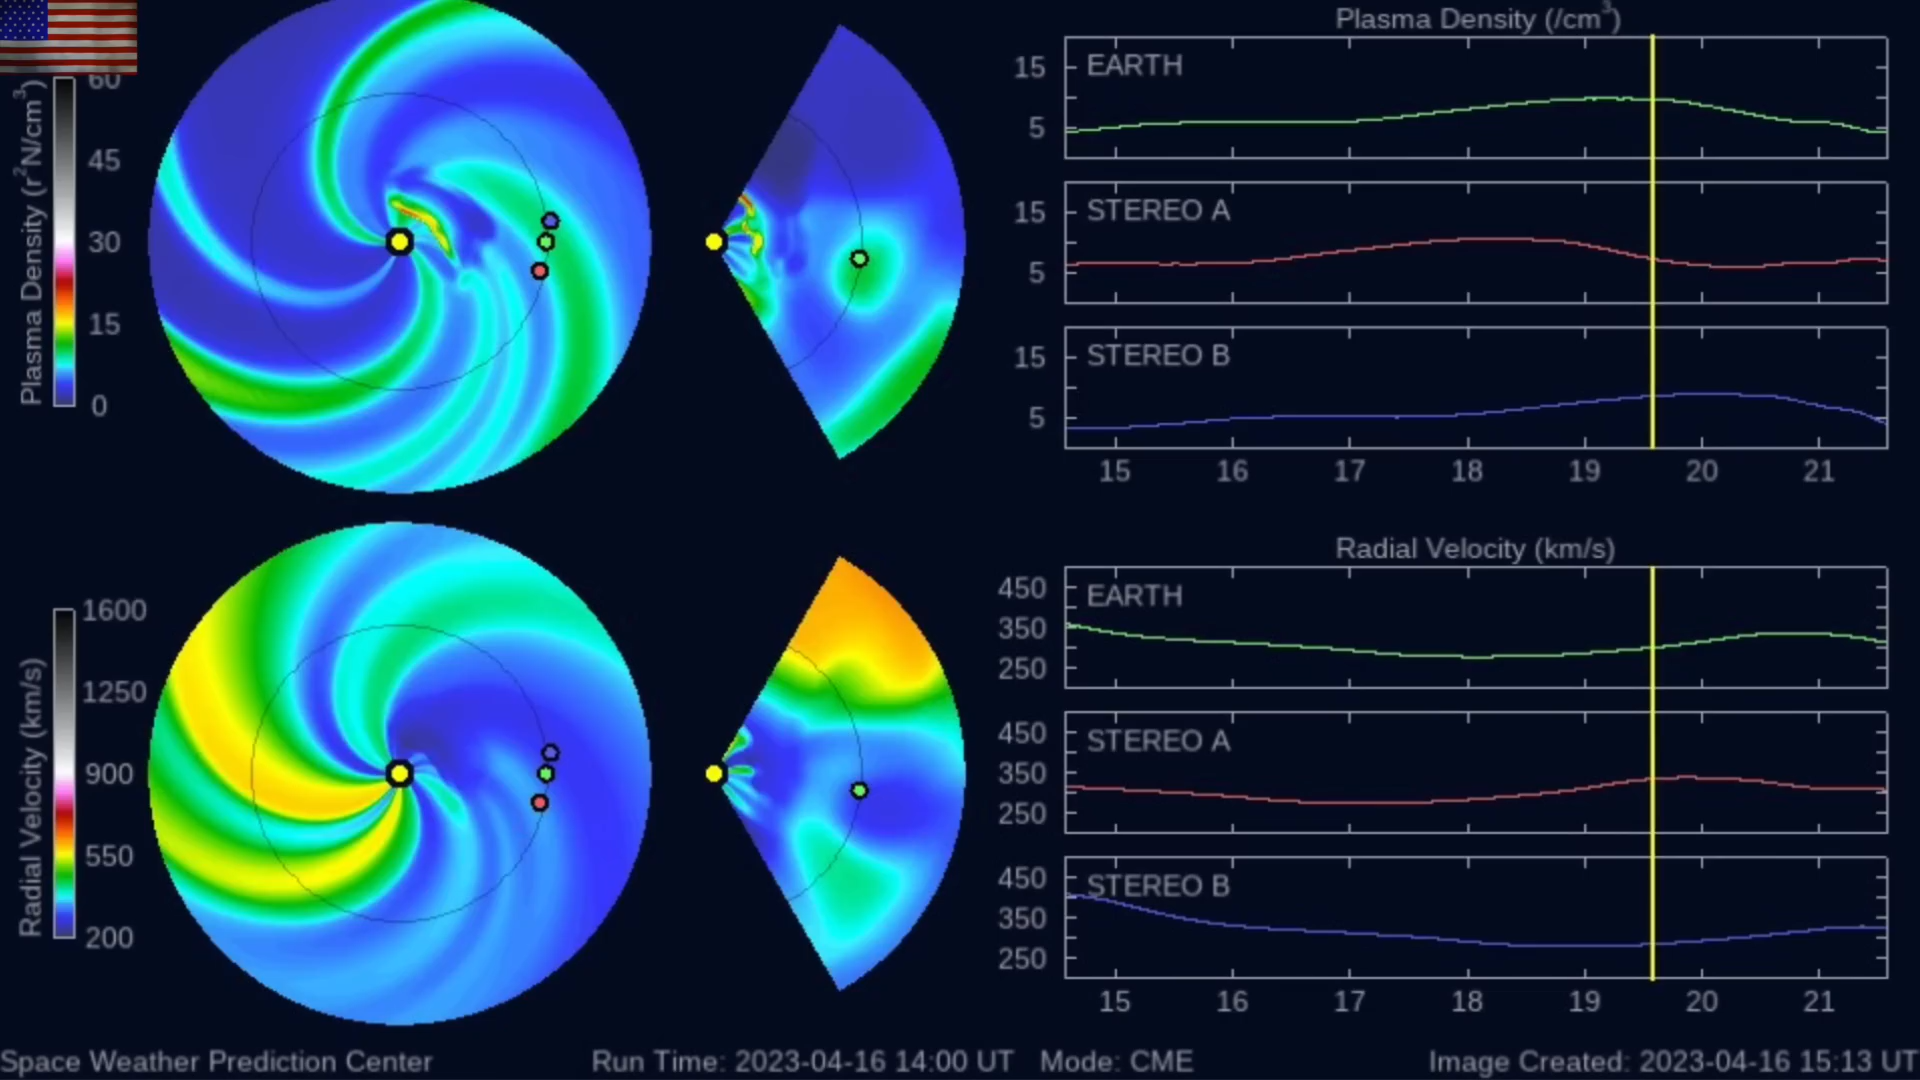 Plasma Density (r²N/cm³)
60
45
30
15
0
Plasma Density (/cm³)
EARTH
15
5
STEREO A
15
5
STEREO B
15
5
15 16 17 18 19 20 21
Radial Velocity (km/s)
1600
1250
900
550
200
Radial Velocity (km/s)
EARTH
450
350
250
STEREO A
450
350
250
STEREO B
450
350
250
15 16 17 18 19 20 21
Space Weather Prediction Center Run Time: 2023-04-16 14:00 UT Mode: CME Image Created: 2023-04-16 15:13 UT